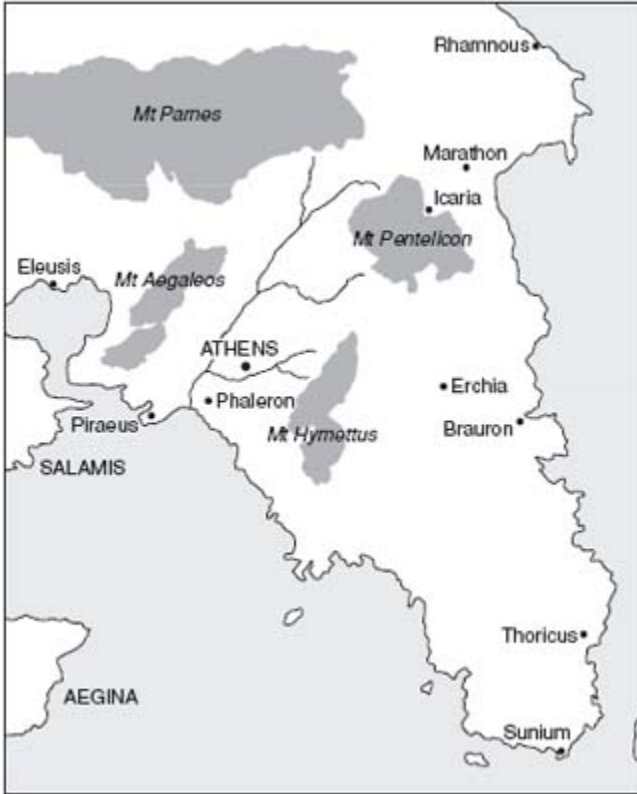 Rhamnous
Mt Parnes
Marathon
Icaria
Mt Pentelicon
Eleusis
Mt Aegaleos
ATHENS
Erchia
Phaleron
Piraeus
Mt Hymettus
Brauron
SALAMIS
Thoricus
AEGINA
Sunium